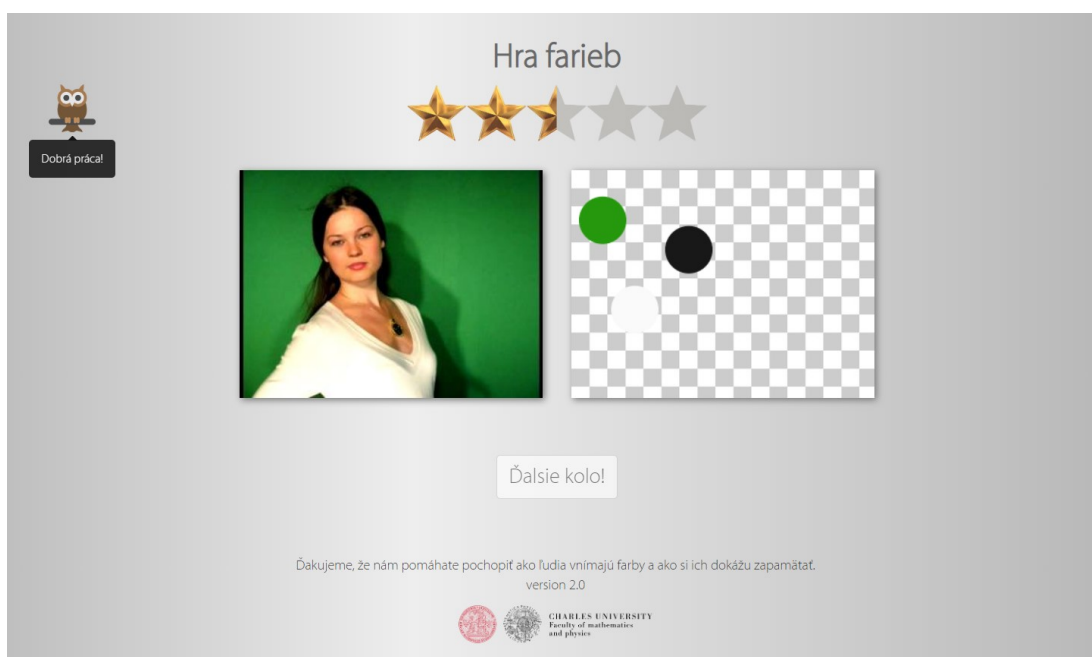 Hra farieb
Dobrá práca!
Ďalsie kolo!
Ďakujeme, že nám pomáhate pochopiť ako ľudia vnímajú farby a ako si ich dokážu zapamätať.
version 2.0
CHARLES UNIVERSITY
Faculty of mathematics
and physics